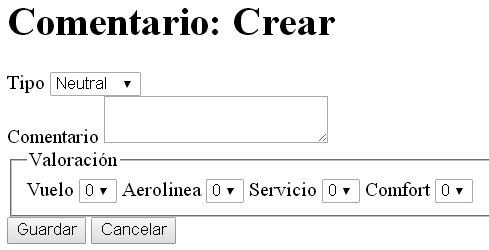 Comentario: Crear
Tipo Neutral
Comentario
Valoración
Vuelo 0 Aerolinea 0 Servicio 0 Comfort 0
Guardar Cancelar